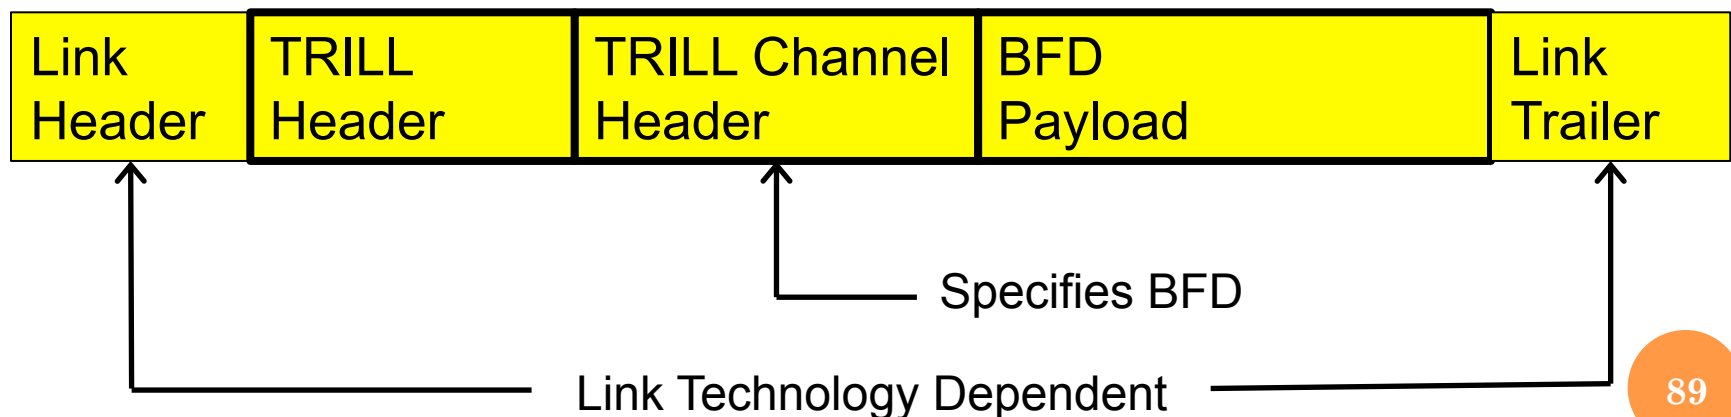 Link
Header
TRILL
Header
TRILL Channel
Header
BFD
Payload
Link
Trailer
Specifies BFD
Link Technology Dependent
89